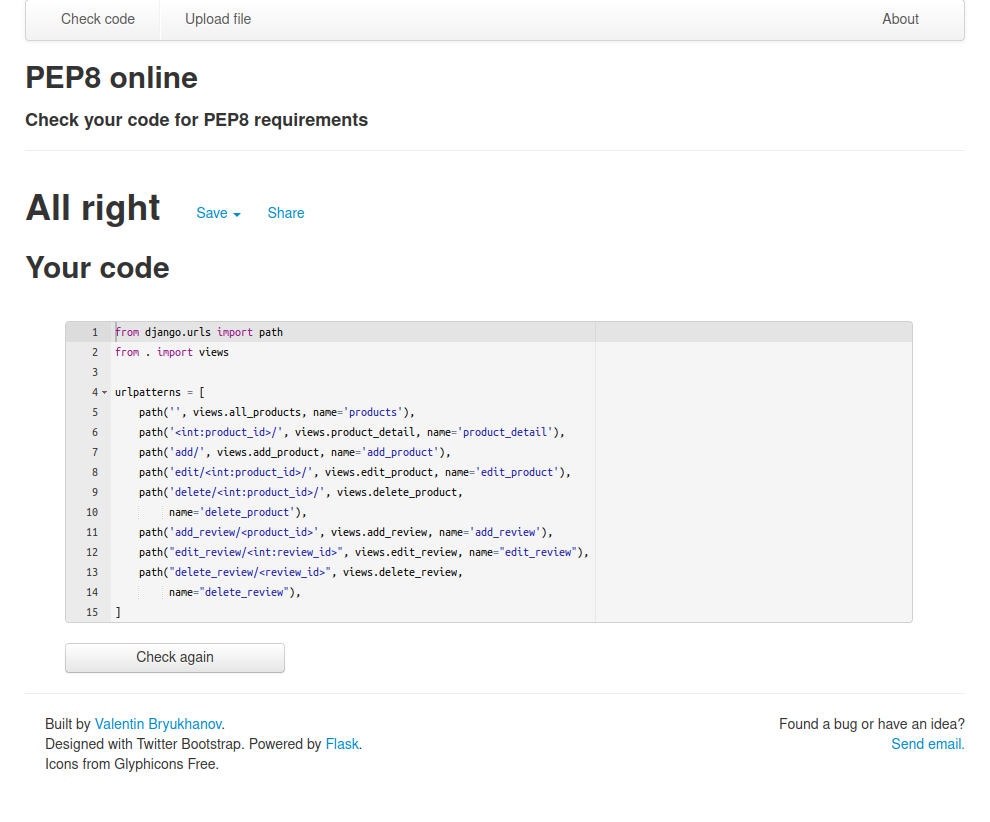 Check code Upload file About
PEP8 online
Check your code for PEP8 requirements
All right Save Share
Your code
1 from django.urls import path
2 from . import views
3
4 urlpatterns = [
5     path('', views.all_products, name='products'),
6     path('<int:product_id>/', views.product_detail, name='product_detail'),
7     path('add/', views.add_product, name='add_product'),
8     path('edit/<int:product_id>/', views.edit_product, name='edit_product'),
9     path('delete/<int:product_id>/', views.delete_product,
10          name='delete_product'),
11     path('add_review/<product_id>', views.add_review, name='add_review'),
12     path("edit_review/<int:review_id>", views.edit_review, name="edit_review"),
13     path("delete_review/<review_id>", views.delete_review,
14          name="delete_review"),
15 ]
Check again
Built by Valentin Bryukhanov. Found a bug or have an idea?
Designed with Twitter Bootstrap. Powered by Flask. Send email.
Icons from Glyphicons Free.